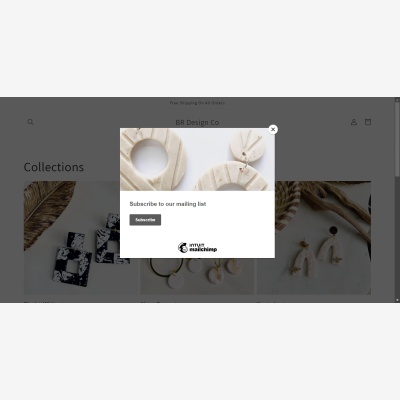 Free Shipping On All Orders
BR Design Co
Collections
Subscribe to our mailing list
Subscribe
INTUIT
mailchimp